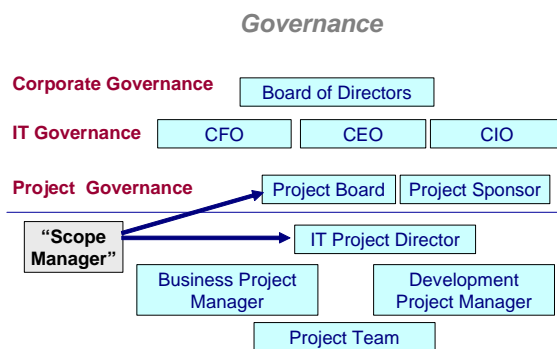 Governance
Corporate Governance
Board of Directors
IT Governance
CFO
CEO
CIO
Project Governance
Project Board
Project Sponsor
“Scope
Manager”
IT Project Director
Business Project
Manager
Development
Project Manager
Project Team